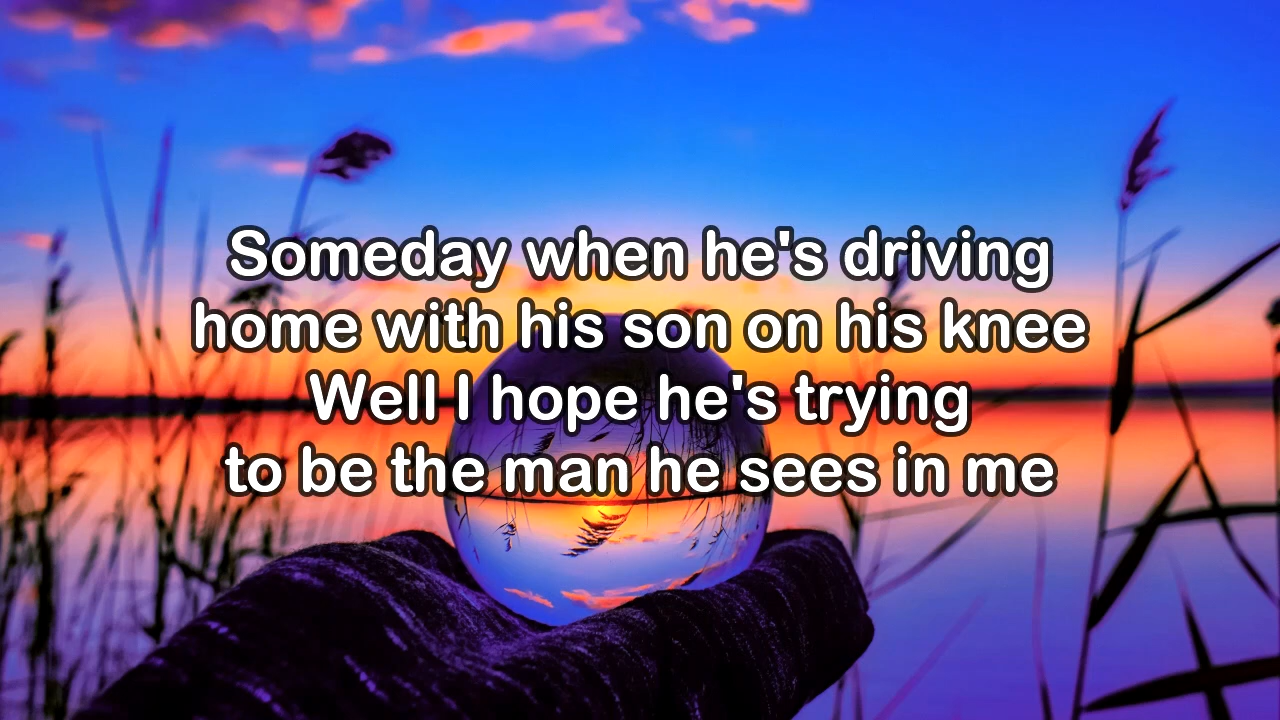 Someday when he's driving
home with his son on his knee
Well I hope he's trying
to be the man he sees in me